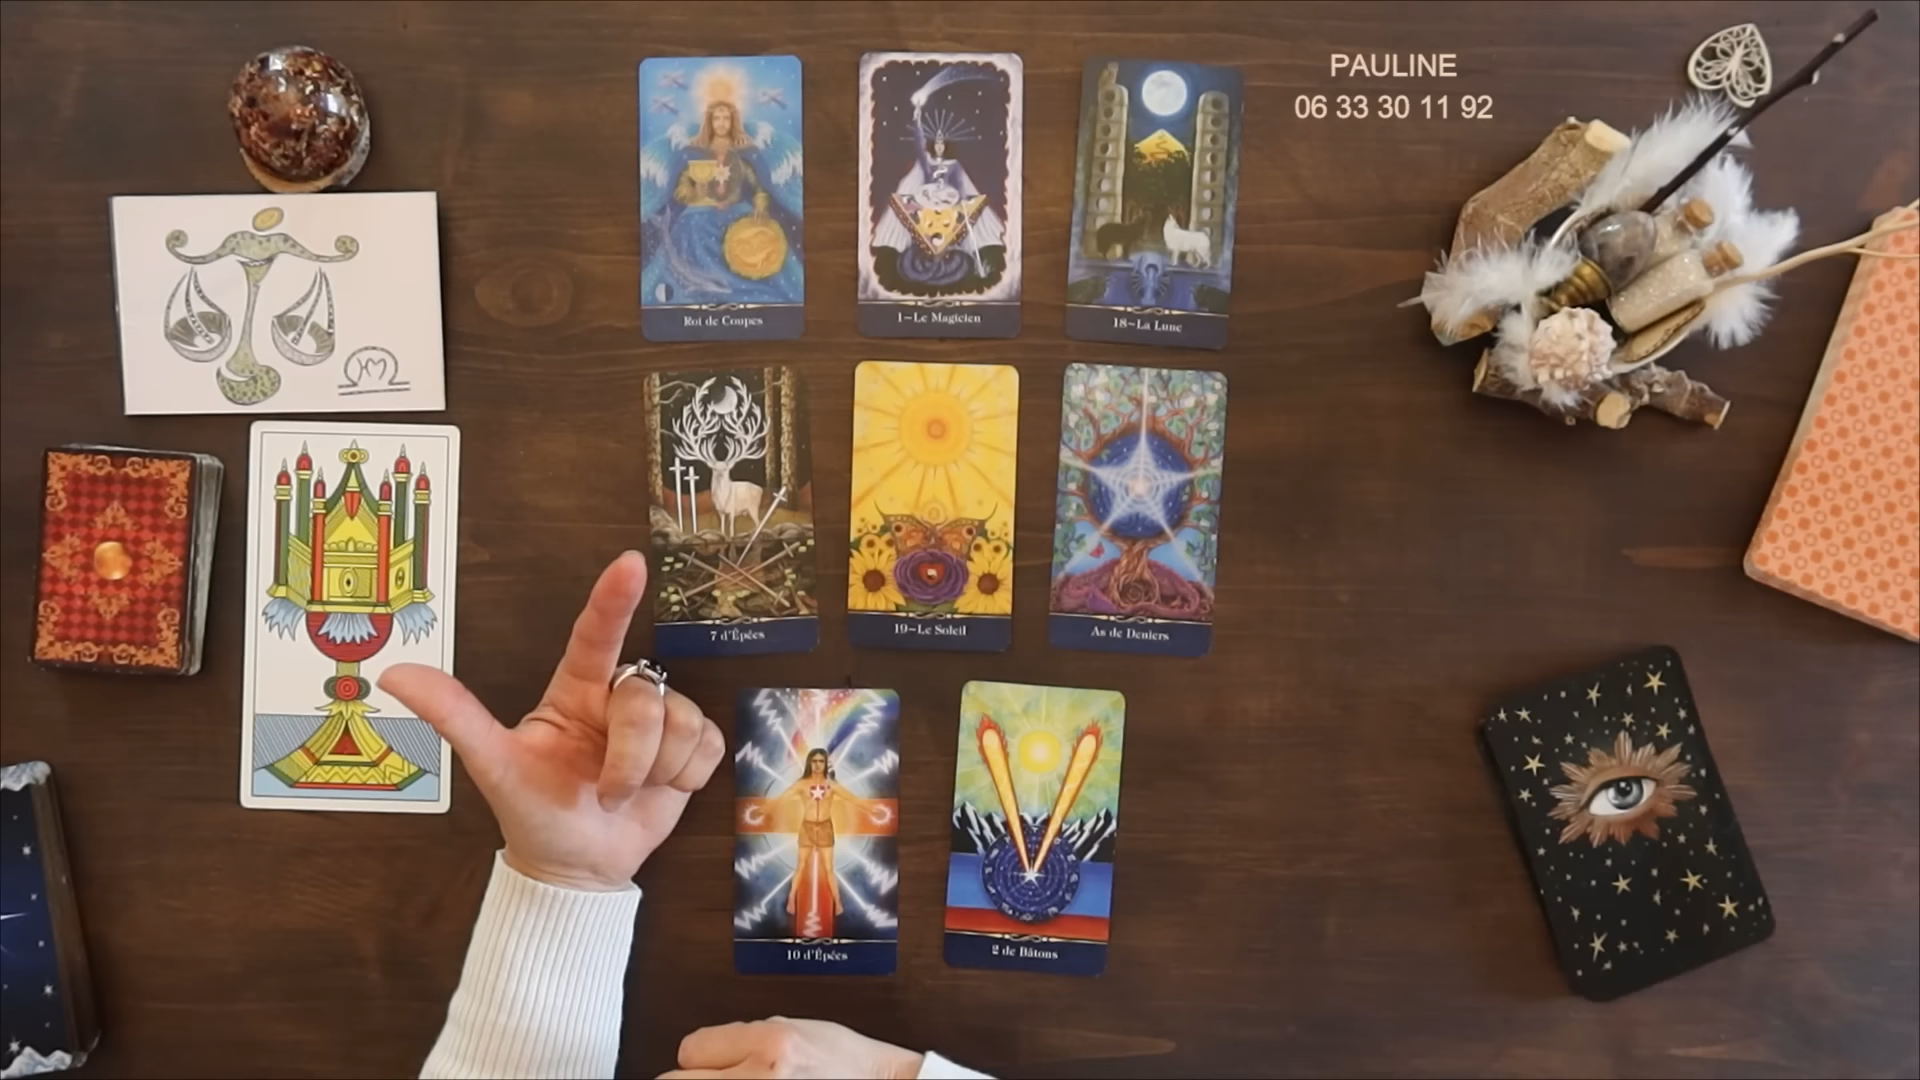 PAULINE
06 33 30 11 92
Roi de Coupes
1~Le Magicien
18~La Lune
7 d'Épées
19~Le Soleil
As de Deniers
10 d'Épées
2 de Bâtons